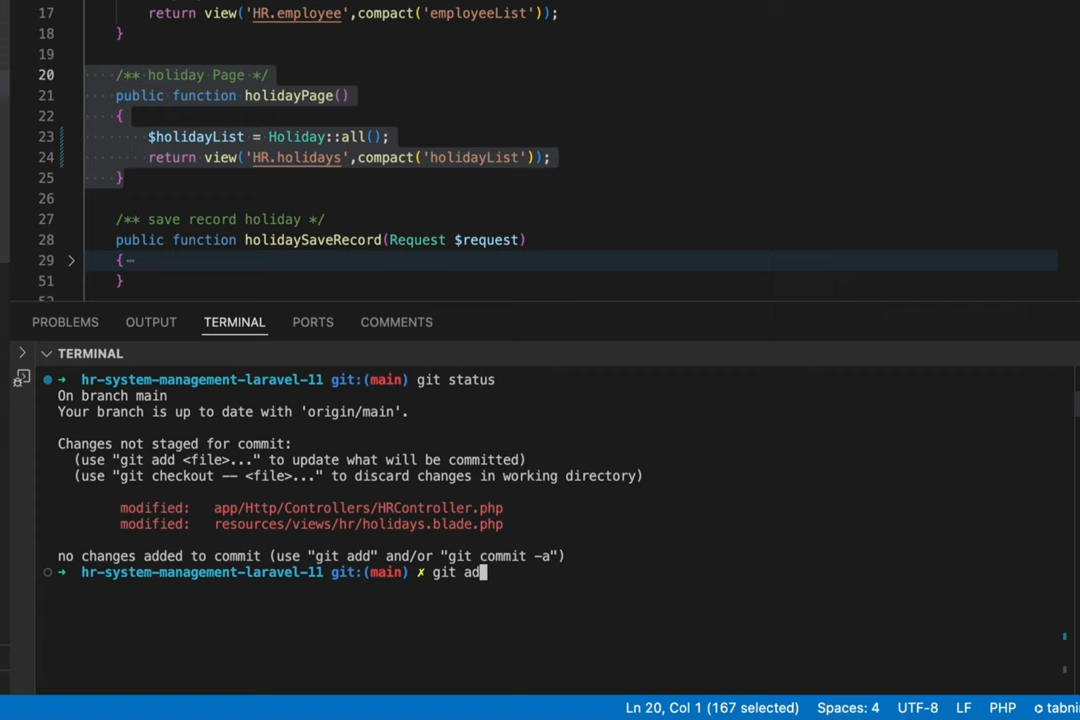 17 return view('HR.employee',compact('employeeList'));
18 }
19
20 /** holiday Page */
21 public function holidayPage()
22 {
23 $holidayList = Holiday::all();
24 return view('HR.holidays',compact('holidayList'));
25 }
26
27 /** save record holiday */
28 public function holidaySaveRecord(Request $request)
29 { ⋯
51 }
PROBLEMS OUTPUT TERMINAL PORTS COMMENTS
TERMINAL
➜ hr-system-management-laravel-11 git:(main) git status
On branch main
Your branch is up to date with 'origin/main'.
Changes not staged for commit:
(use "git add <file>..." to update what will be committed)
(use "git checkout -- <file>..." to discard changes in working directory)
modified: app/Http/Controllers/HRController.php
modified: resources/views/hr/holidays.blade.php
no changes added to commit (use "git add" and/or "git commit -a")
➜ hr-system-management-laravel-11 git:(main) ✗ git ad
Ln 20, Col 1 (167 selected) Spaces: 4 UTF-8 LF PHP tabni